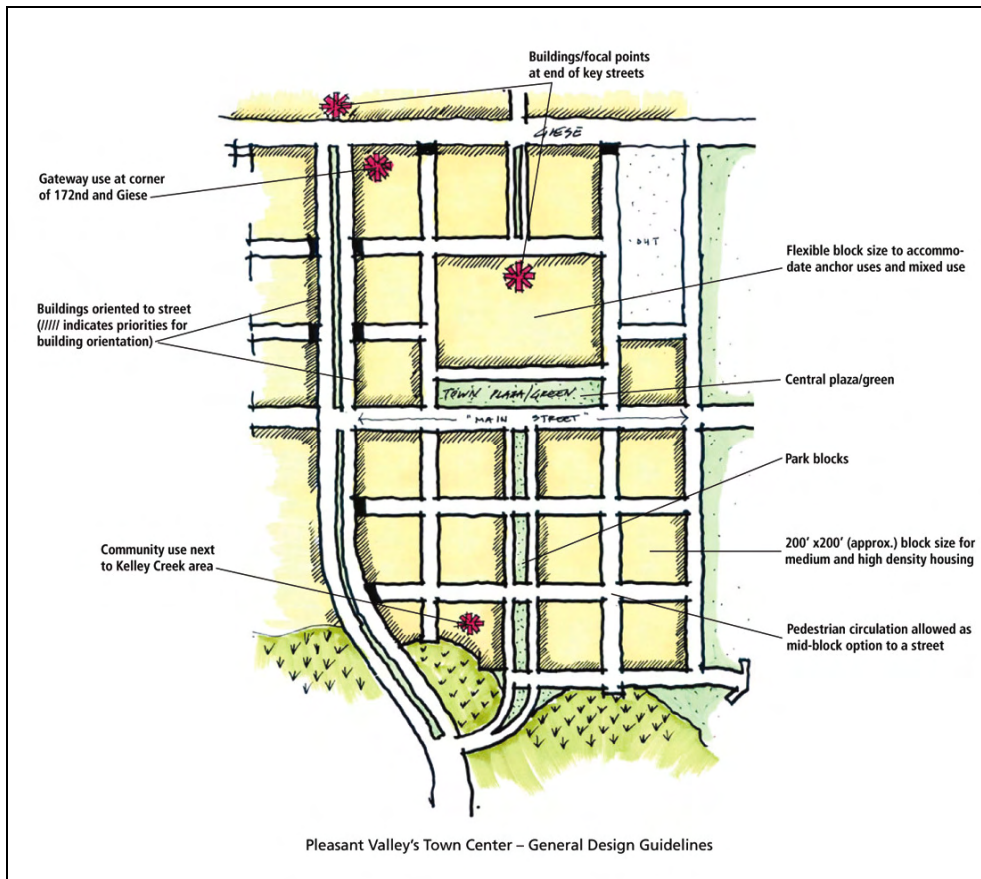 Buildings/focal points
at end of key streets
GIESE
Gateway use at corner
of 172nd and Giese
Flexible block size to accommo-
date anchor uses and mixed use
Buildings oriented to street
(///// indicates priorities for
building orientation)
TOWN PLAZA/GREEN
Central plaza/green
"MAIN STREET"
Park blocks
Community use next
to Kelley Creek area
200' x200' (approx.) block size for
medium and high density housing
Pedestrian circulation allowed as
mid-block option to a street
Pleasant Valley's Town Center – General Design Guidelines